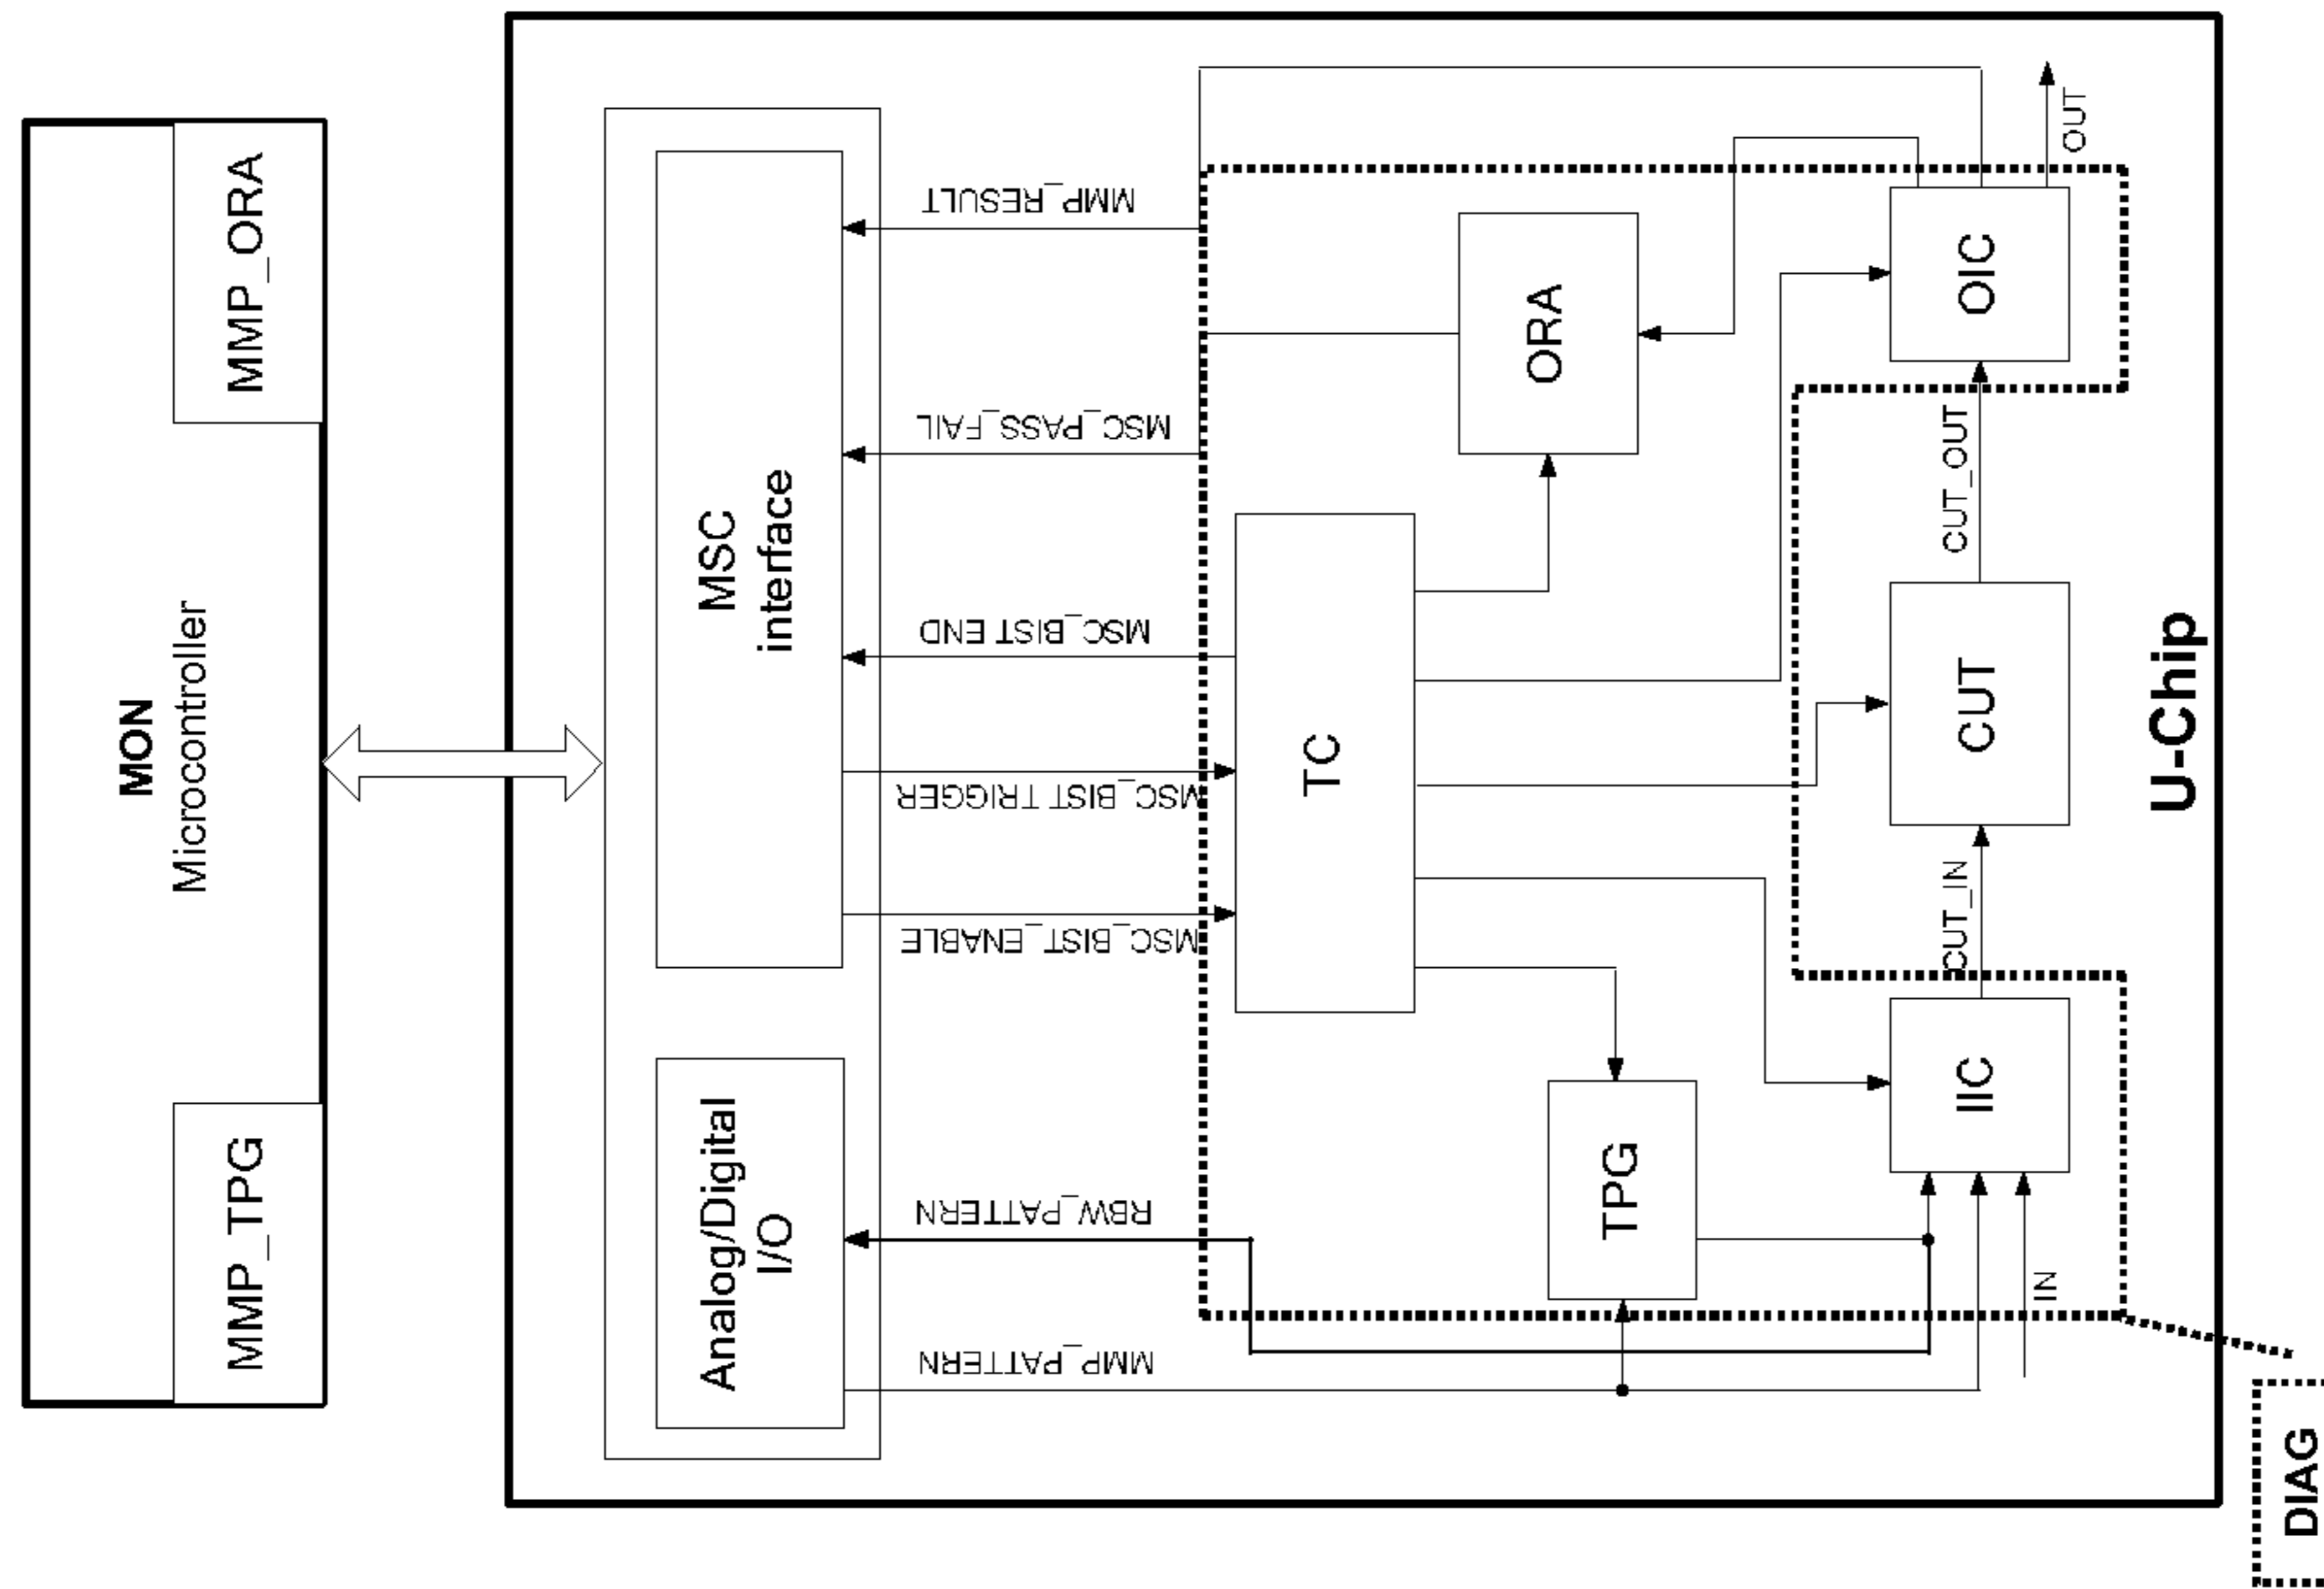 MON
Microcontroller
MMP_TPG
MMP_ORA
Analog/Digital
I/O
MSC
interface
MMP_PATTERN
RBW_PATTERN
MSC_BIST_ENABLE
MSC_BIST TRIGGER
MSC_BIST END
MSC_PASS_FAIL
MMP_RESULT
TC
TPG
ORA
IN
IIC
CUT_IN
CUT
CUT_OUT
OIC
OUT
U-Chip
DIAG